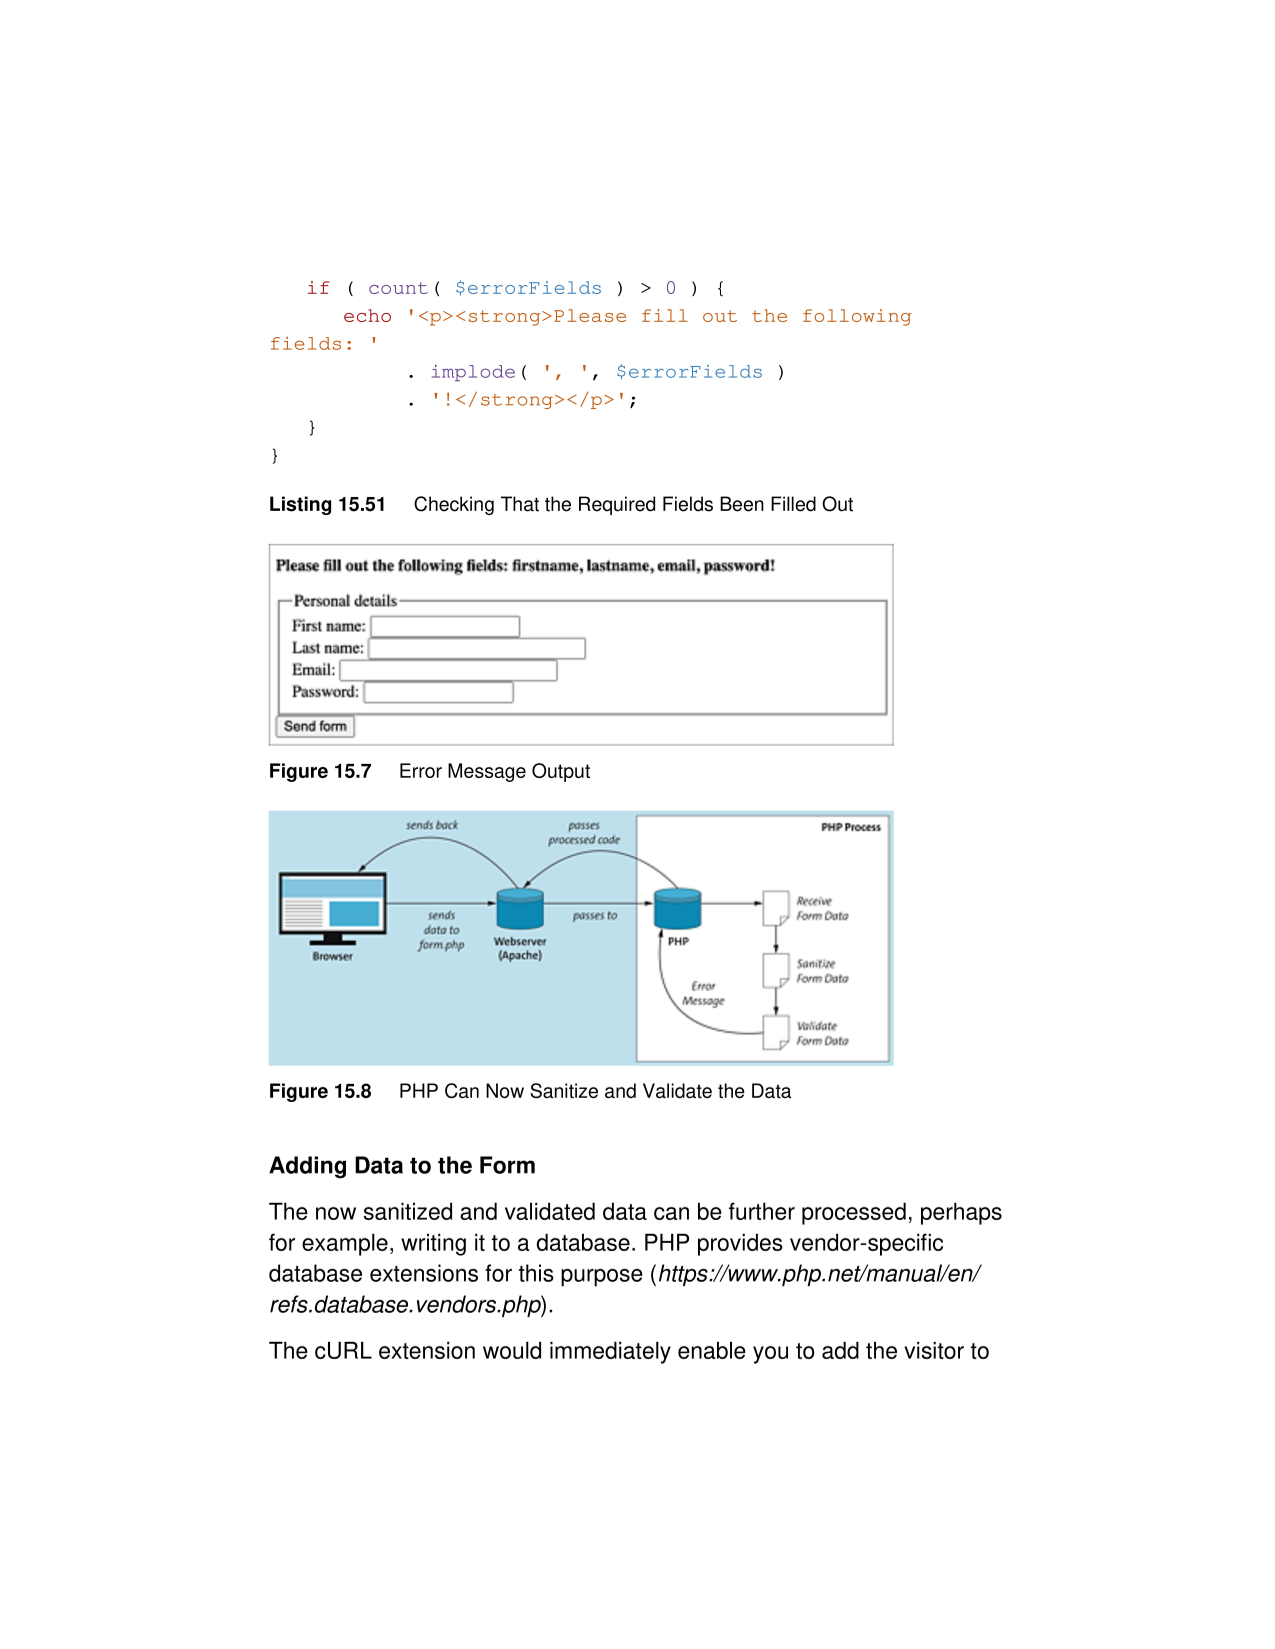 if ( count( $errorFields ) > 0 ) {
echo '<p><strong>Please fill out the following
fields: '
. implode( ', ', $errorFields )
. '!</strong></p>';
}
}
Listing 15.51 Checking That the Required Fields Been Filled Out
Please fill out the following fields: firstname, lastname, email, password!
Personal details
First name:
Last name:
Email:
Password:
Send form
Figure 15.7 Error Message Output
sends back
passes
processed code
PHP Process
Browser
sends
data to
form.php
Webserver
(Apache)
passes to
PHP
Receive
Form Data
Sanitize
Form Data
Error
Message
Validate
Form Data
Figure 15.8 PHP Can Now Sanitize and Validate the Data
Adding Data to the Form
The now sanitized and validated data can be further processed, perhaps
for example, writing it to a database. PHP provides vendor-specific
database extensions for this purpose (https://www.php.net/manual/en/
refs.database.vendors.php).
The cURL extension would immediately enable you to add the visitor to